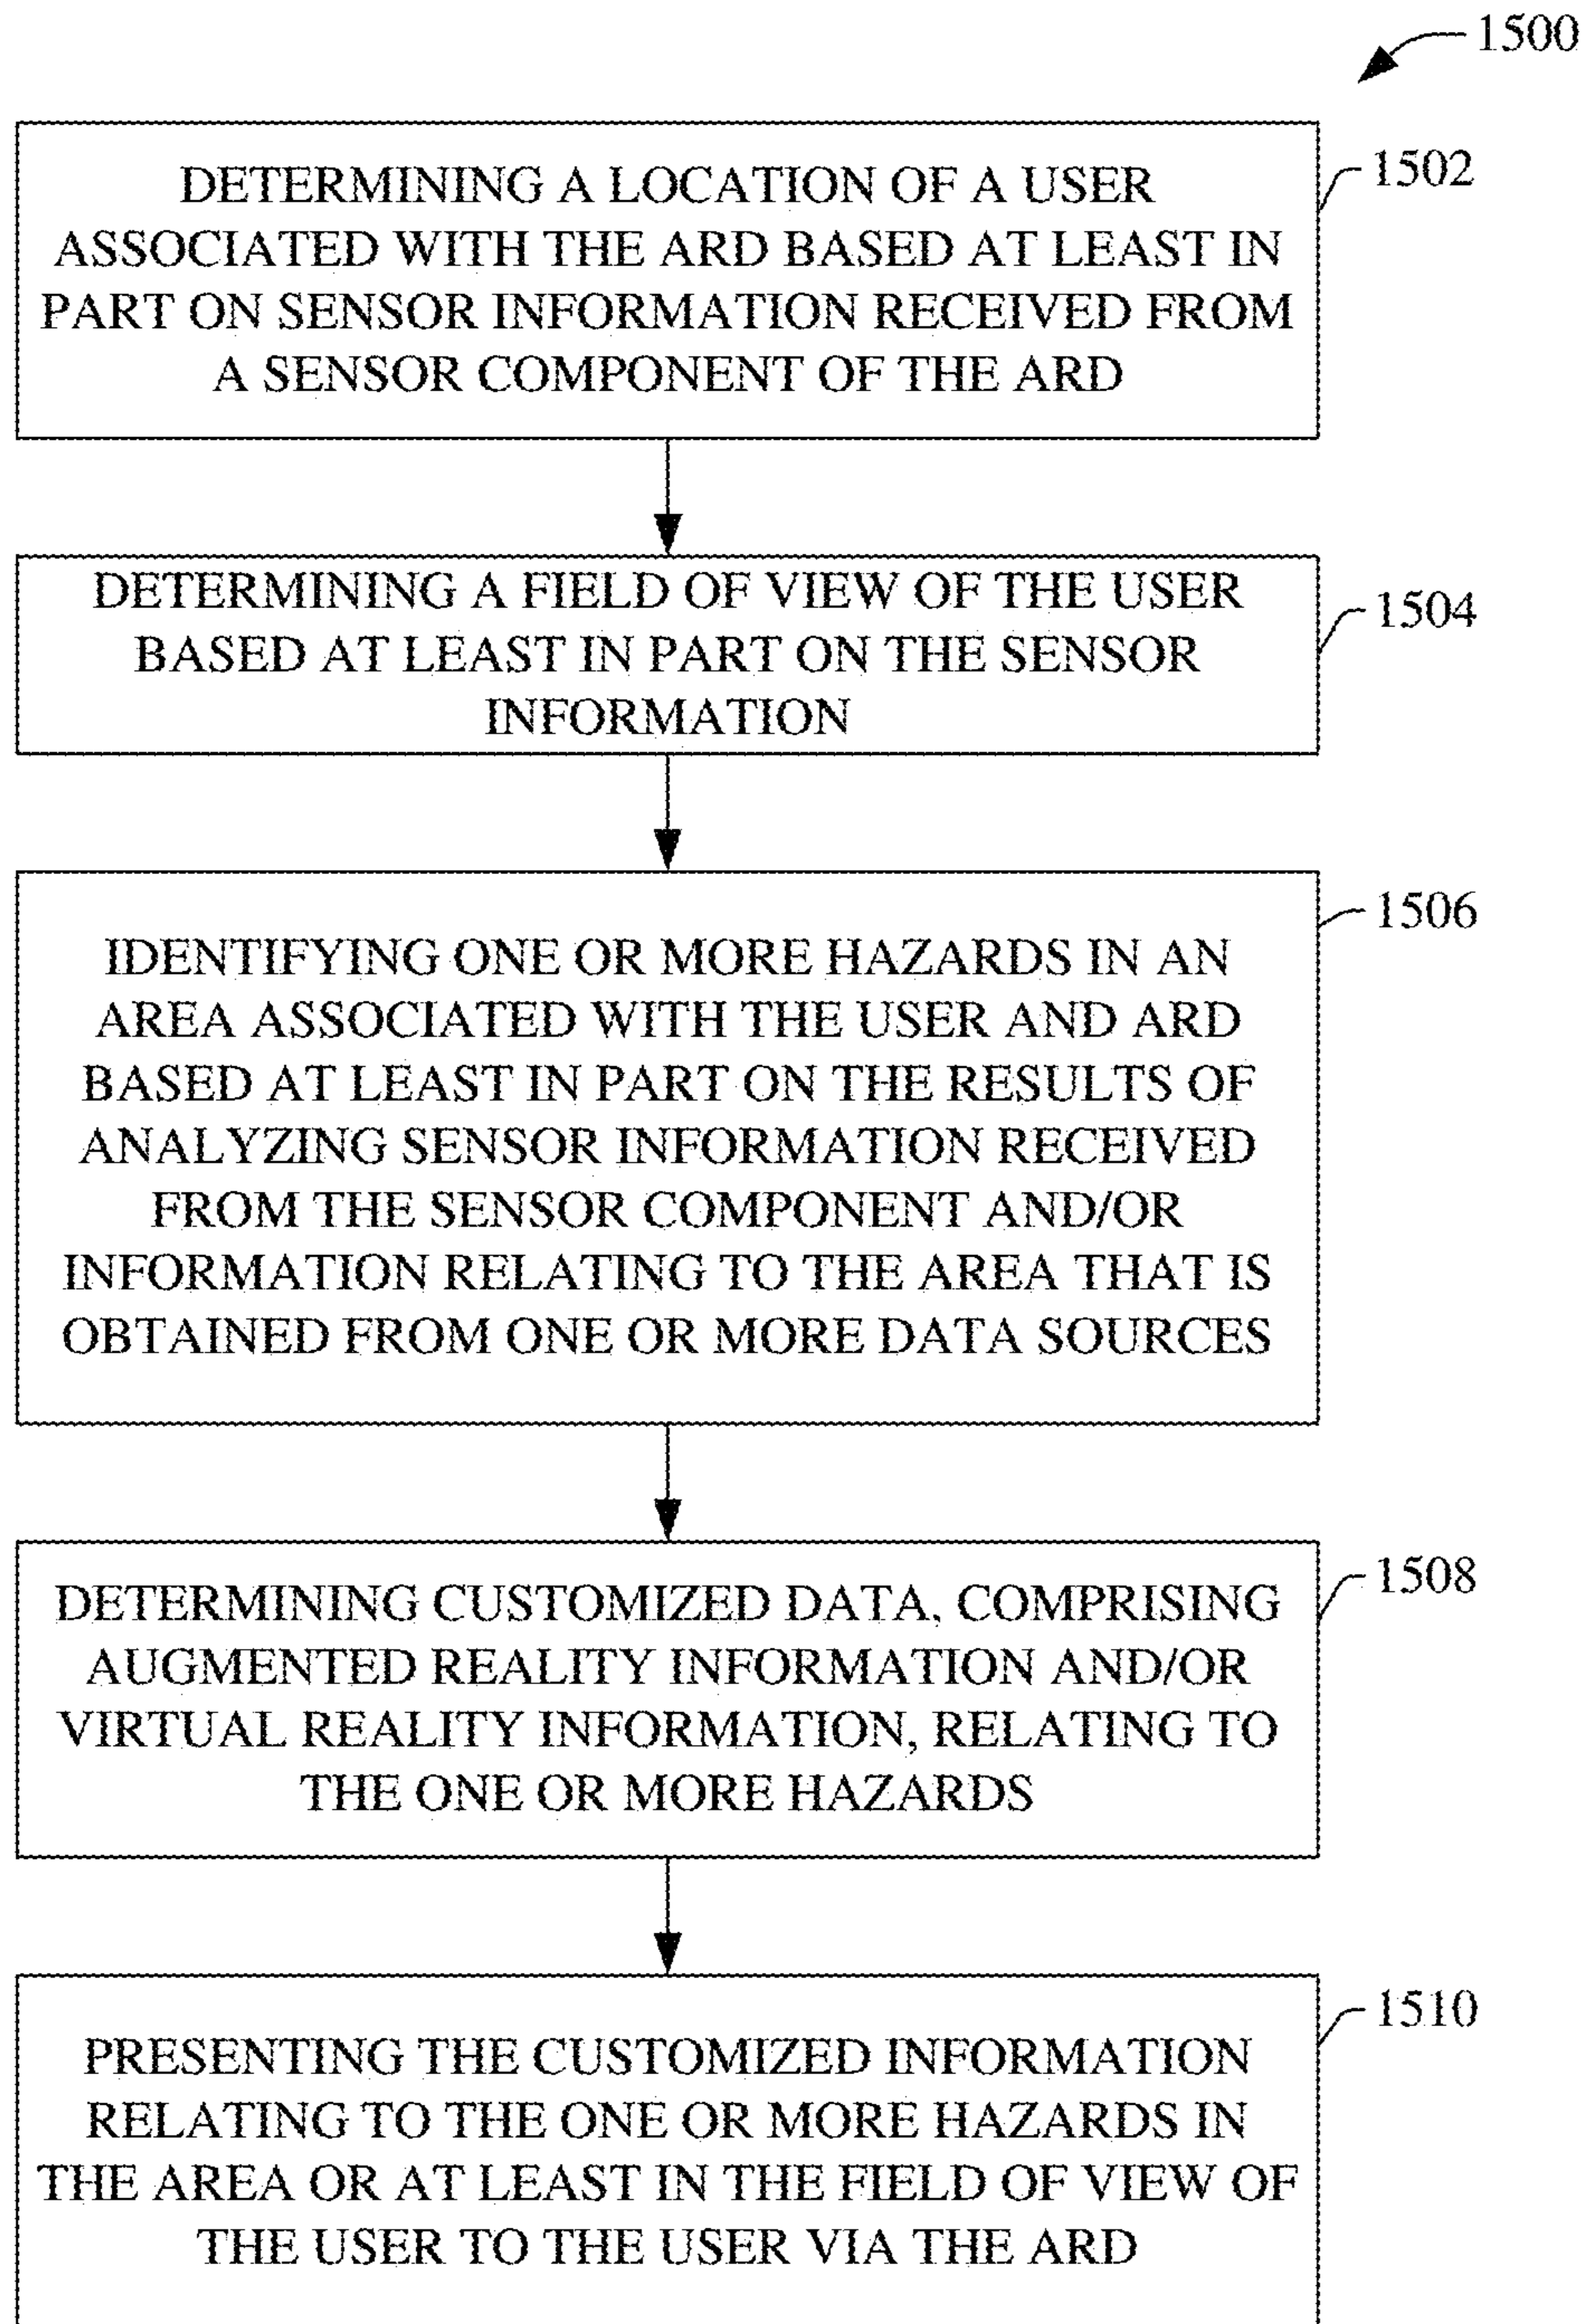 1500
DETERMINING A LOCATION OF A USER
ASSOCIATED WITH THE ARD BASED AT LEAST IN
PART ON SENSOR INFORMATION RECEIVED FROM
A SENSOR COMPONENT OF THE ARD
1502
DETERMINING A FIELD OF VIEW OF THE USER
BASED AT LEAST IN PART ON THE SENSOR
INFORMATION
1504
IDENTIFYING ONE OR MORE HAZARDS IN AN
AREA ASSOCIATED WITH THE USER AND ARD
BASED AT LEAST IN PART ON THE RESULTS OF
ANALYZING SENSOR INFORMATION RECEIVED
FROM THE SENSOR COMPONENT AND/OR
INFORMATION RELATING TO THE AREA THAT IS
OBTAINED FROM ONE OR MORE DATA SOURCES
1506
DETERMINING CUSTOMIZED DATA, COMPRISING
AUGMENTED REALITY INFORMATION AND/OR
VIRTUAL REALITY INFORMATION, RELATING TO
THE ONE OR MORE HAZARDS
1508
PRESENTING THE CUSTOMIZED INFORMATION
RELATING TO THE ONE OR MORE HAZARDS IN
THE AREA OR AT LEAST IN THE FIELD OF VIEW OF
THE USER TO THE USER VIA THE ARD
1510